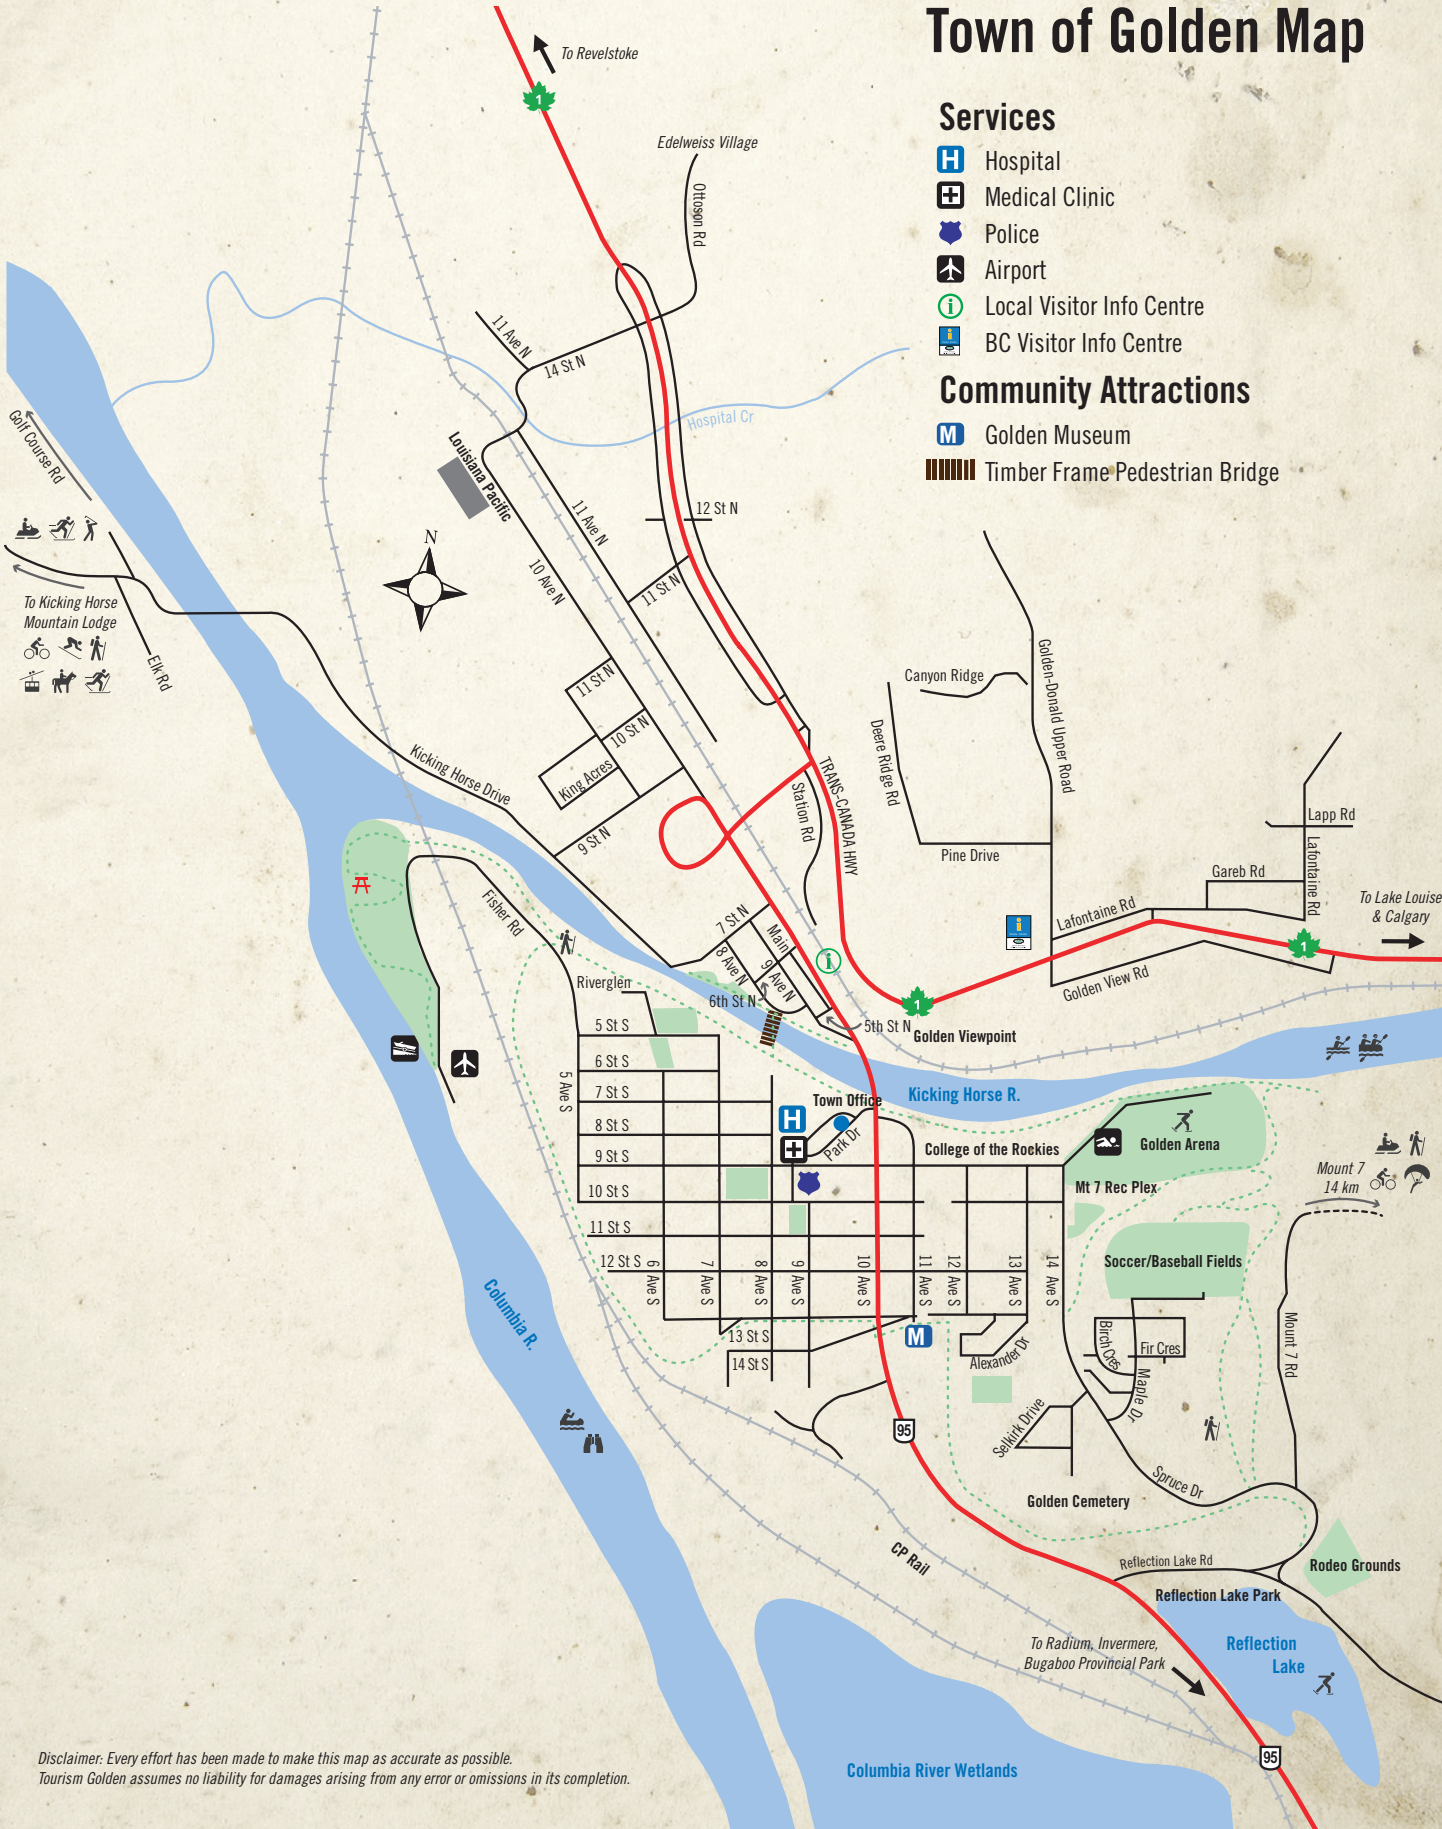 Town of Golden Map
Services
H Hospital
Medical Clinic
Police
Airport
i Local Visitor Info Centre
i BC Visitor Info Centre
Community Attractions
M Golden Museum
Timber Frame Pedestrian Bridge
To Revelstoke
1
Edelweiss Village
Ottoson Rd
11 Ave N
14 St N
Hospital Cr
Golf Course Rd
Louisiana Pacific
11 Ave N
12 St N
N
10 Ave N
11 St N
To Kicking Horse
Mountain Lodge
Elk Rd
11 St N
10 St N
King Acres
Kicking Horse Drive
9 St N
Canyon Ridge
Golden-Donald Upper Road
Deere Ridge Rd
TRANS-CANADA HWY
Station Rd
Pine Drive
Lapp Rd
Lafontaine Rd
Gareb Rd
Lafontaine Rd
To Lake Louise
& Calgary
1
Golden View Rd
i
Fisher Rd
7 St N
Main
8 Ave N
9 Ave N
i
6th St N
5th St N
1
Golden Viewpoint
Riverglen
5 St S
6 St S
7 St S
8 St S
9 St S
10 St S
11 St S
12 St S
5 Ave S
Kicking Horse R.
H
Town Office
Park Dr
College of the Rockies
Golden Arena
Mt 7 Rec Plex
Mount 7
14 km
Soccer/Baseball Fields
6 Ave S
7 Ave S
8 Ave S
9 Ave S
10 Ave S
11 Ave S
12 Ave S
13 Ave S
14 Ave S
13 St S
14 St S
M
Alexander Dr
Birch Cres
Fir Cres
Maple Dr
Mount 7 Rd
Selkirk Drive
Spruce Dr
Columbia R.
95
Golden Cemetery
CP Rail
Reflection Lake Rd
Rodeo Grounds
Reflection Lake Park
Reflection
Lake
To Radium, Invermere,
Bugaboo Provincial Park
95
Columbia River Wetlands
Disclaimer: Every effort has been made to make this map as accurate as possible.
Tourism Golden assumes no liability for damages arising from any error or omissions in its completion.